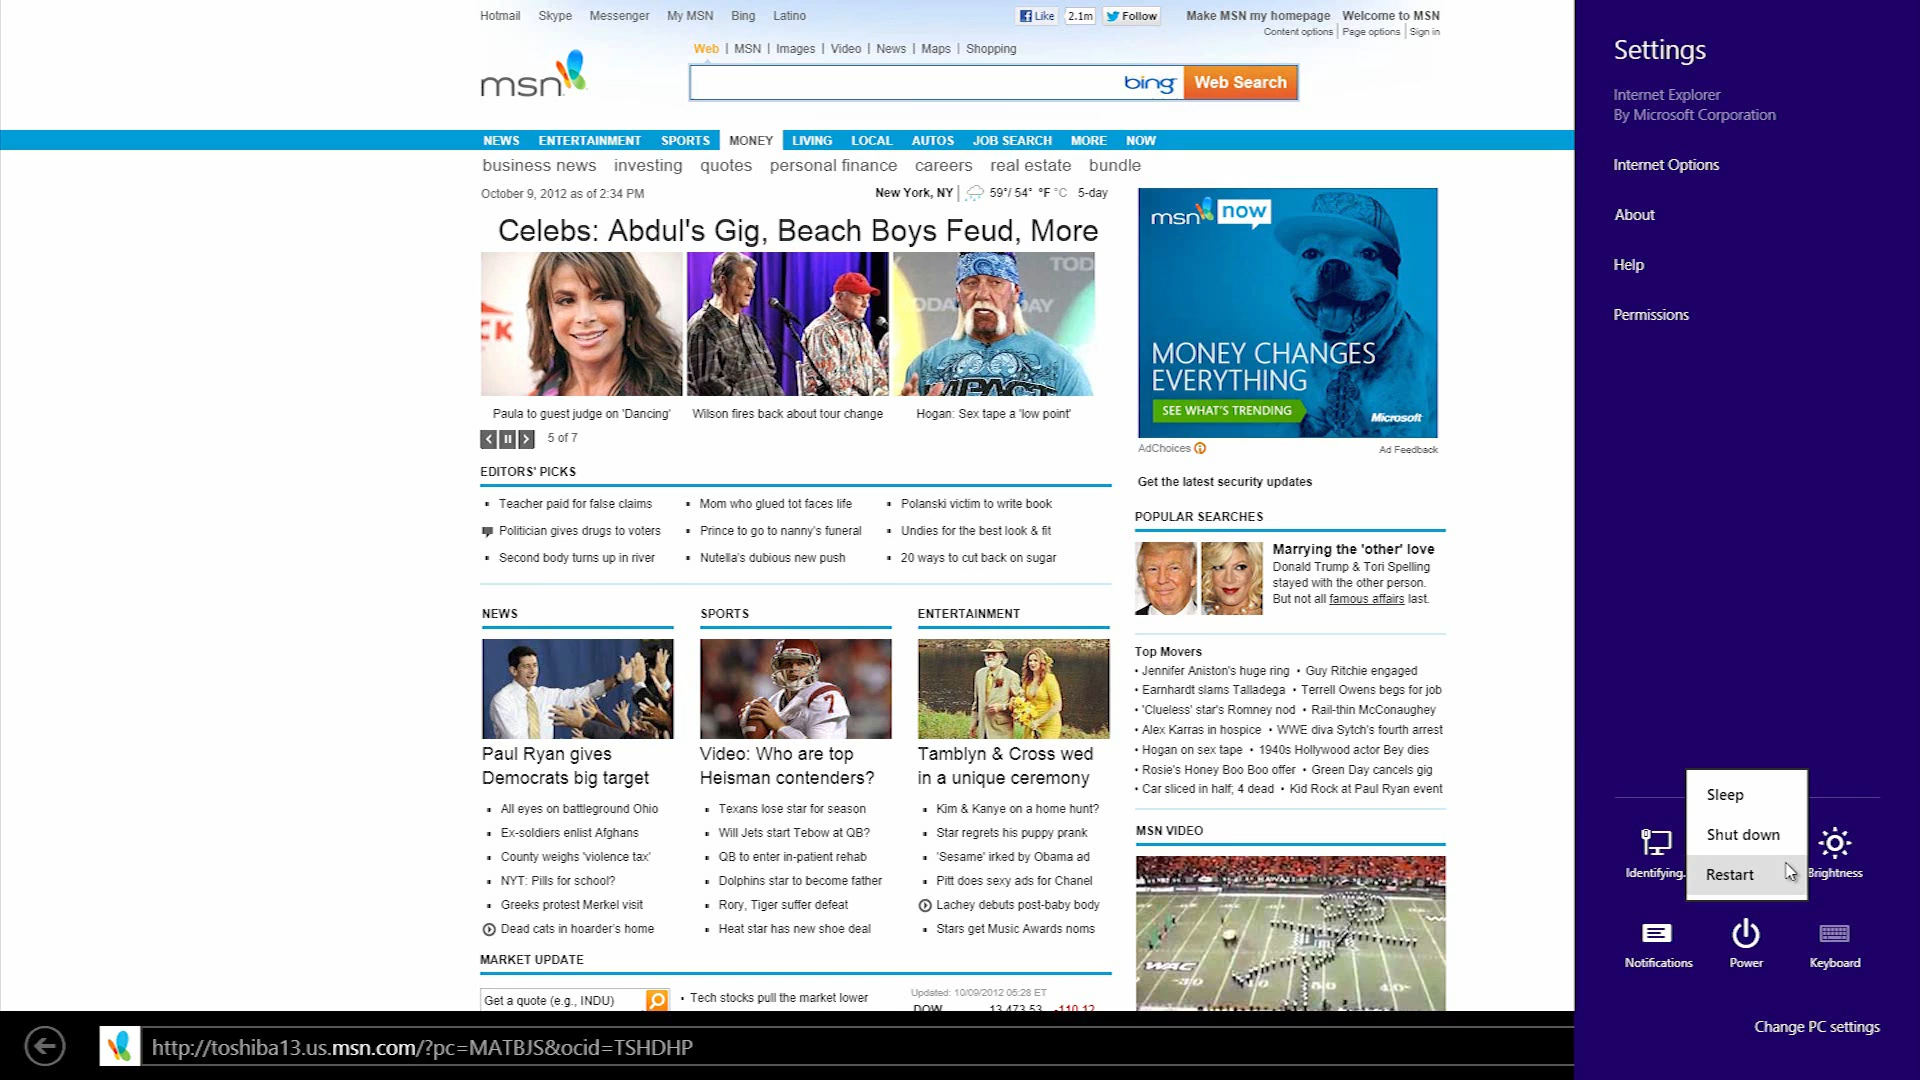 Hotmail Skype Messenger My MSN Bing Latino
Like 2.1m Follow
Make MSN my homepage Welcome to MSN
Content options Page options Sign in
Web | MSN | Images | Video | News | Maps | Shopping
msn
bing Web Search
NEWS ENTERTAINMENT SPORTS MONEY LIVING LOCAL AUTOS JOB SEARCH MORE NOW
business news investing quotes personal finance careers real estate bundle
October 9, 2012 as of 2:34 PM
New York, NY | 59°/ 54° °F °C 5-day
Celebs: Abdul's Gig, Beach Boys Feud, More
TOD
IMPACT
Paula to guest judge on 'Dancing'
Wilson fires back about tour change
Hogan: Sex tape a 'low point'
5 of 7
EDITORS' PICKS
Teacher paid for false claims
Mom who glued tot faces life
Polanski victim to write book
Politician gives drugs to voters
Prince to go to nanny's funeral
Undies for the best look & fit
Second body turns up in river
Nutella's dubious new push
20 ways to cut back on sugar
NEWS
Paul Ryan gives
Democrats big target
All eyes on battleground Ohio
Ex-soldiers enlist Afghans
County weighs 'violence tax'
NYT: Pills for school?
Greeks protest Merkel visit
Dead cats in hoarder's home
SPORTS
7
Video: Who are top
Heisman contenders?
Texans lose star for season
Will Jets start Tebow at QB?
QB to enter in-patient rehab
Dolphins star to become father
Rory, Tiger suffer defeat
Heat star has new shoe deal
ENTERTAINMENT
Tamblyn & Cross wed
in a unique ceremony
Kim & Kanye on a home hunt?
Star regrets his puppy prank
'Sesame' irked by Obama ad
Pitt does sexy ads for Chanel
Lachey debuts post-baby body
Stars get Music Awards noms
MARKET UPDATE
Get a quote (e.g., INDU)
Tech stocks pull the market lower
Updated: 10/09/2012 05:28 ET
DOW 13,473.53 -110.12
msn now
MONEY CHANGES
EVERYTHING
SEE WHAT'S TRENDING
Microsoft
AdChoices
Ad Feedback
Get the latest security updates
POPULAR SEARCHES
Marrying the 'other' love
Donald Trump & Tori Spelling
stayed with the other person.
But not all famous affairs last.
Top Movers
• Jennifer Aniston's huge ring • Guy Ritchie engaged
• Earnhardt slams Talladega • Terrell Owens begs for job
• 'Clueless' star's Romney nod • Rail-thin McConaughey
• Alex Karras in hospice • WWE diva Sytch's fourth arrest
• Hogan on sex tape • 1940s Hollywood actor Bey dies
• Rosie's Honey Boo Boo offer • Green Day cancels gig
• Car sliced in half; 4 dead • Kid Rock at Paul Ryan event
MSN VIDEO
WAC
http://toshiba13.us.msn.com/?pc=MATBJS&ocid=TSHDHP
Settings
Internet Explorer
By Microsoft Corporation
Internet Options
About
Help
Permissions
Sleep
Shut down
Restart
Identifying.
Brightness
Notifications
Power
Keyboard
Change PC settings